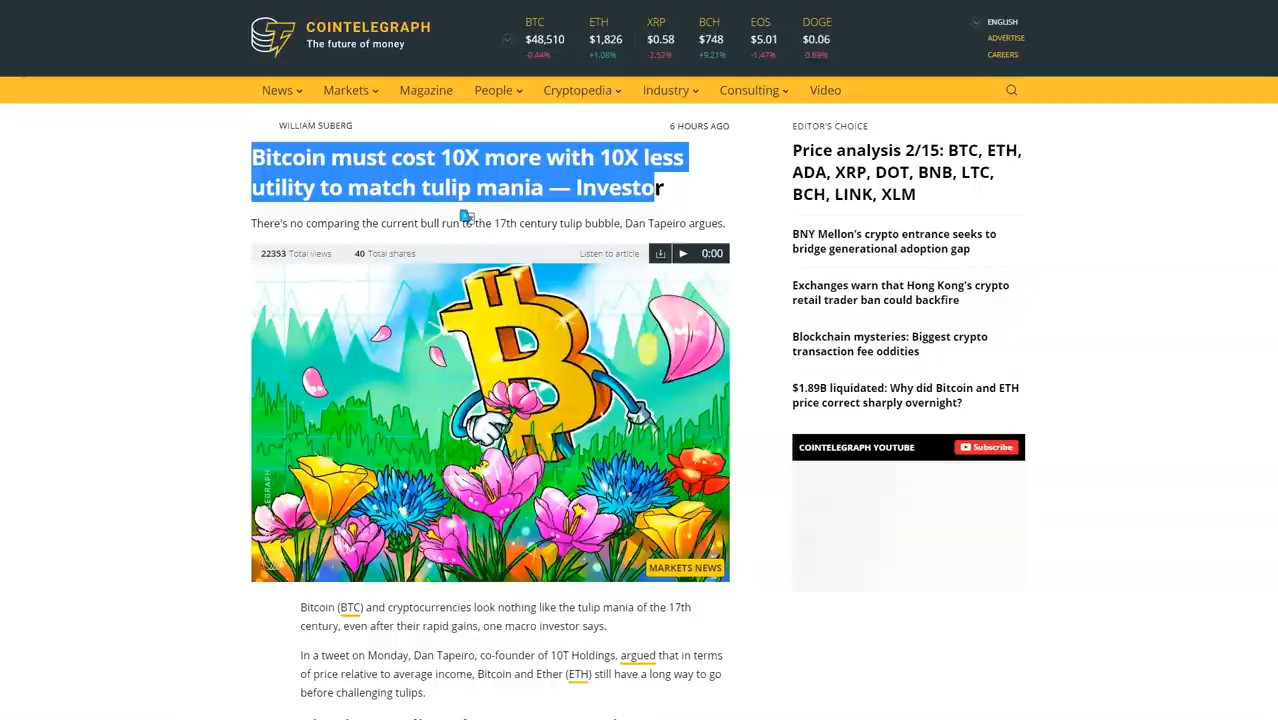 COINTELEGRAPH
The future of money
BTC ETH XRP BCH EOS DOGE
$48,510 $1,826 $0.58 $748 $5.01 $0.06
-0.44% +1.08% -2.52% +9.21% -1.47% -0.69%
ENGLISH
ADVERTISE
CAREERS
News Markets Magazine People Cryptopedia Industry Consulting Video
WILLIAM SUBERG 6 HOURS AGO
Bitcoin must cost 10X more with 10X less
utility to match tulip mania — Investor
There's no comparing the current bull run to the 17th century tulip bubble, Dan Tapeiro argues.
22353 Total views 40 Total shares Listen to article 0:00
MARKETS NEWS
Bitcoin (BTC) and cryptocurrencies look nothing like the tulip mania of the 17th
century, even after their rapid gains, one macro investor says.
In a tweet on Monday, Dan Tapeiro, co-founder of 10T Holdings, argued that in terms
of price relative to average income, Bitcoin and Ether (ETH) still have a long way to go
before challenging tulips.
EDITOR'S CHOICE
Price analysis 2/15: BTC, ETH,
ADA, XRP, DOT, BNB, LTC,
BCH, LINK, XLM
BNY Mellon's crypto entrance seeks to
bridge generational adoption gap
Exchanges warn that Hong Kong's crypto
retail trader ban could backfire
Blockchain mysteries: Biggest crypto
transaction fee oddities
$1.89B liquidated: Why did Bitcoin and ETH
price correct sharply overnight?
COINTELEGRAPH YOUTUBE Subscribe